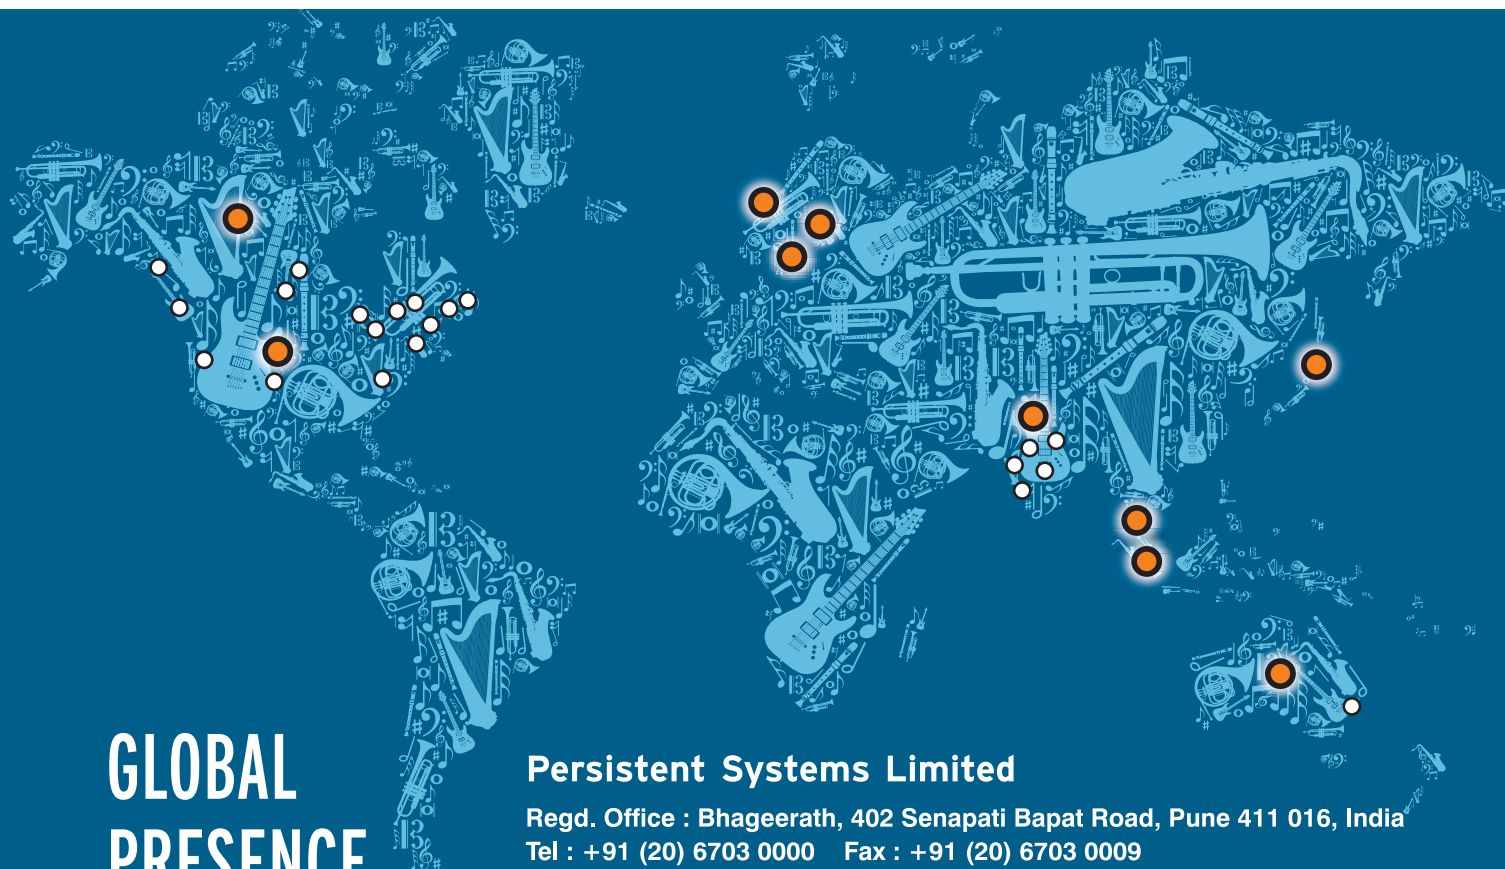 GLOBAL
PRESENCE
Persistent Systems Limited
Regd. Office : Bhageerath, 402 Senapati Bapat Road, Pune 411 016, India
Tel : +91 (20) 6703 0000 Fax : +91 (20) 6703 0009